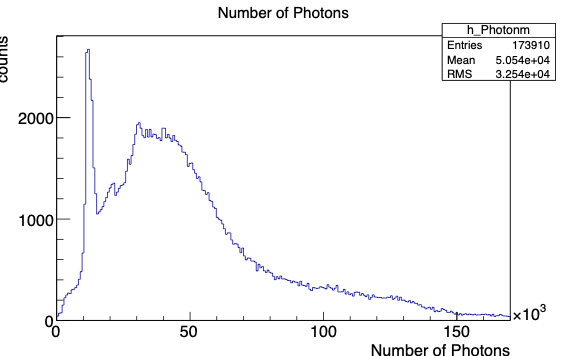 Number of Photons
h_Photonm
Entries 173910
Mean 5.054e+04
RMS 3.254e+04
counts
2000
1000
0
0 50 100 150 ×10³
Number of Photons